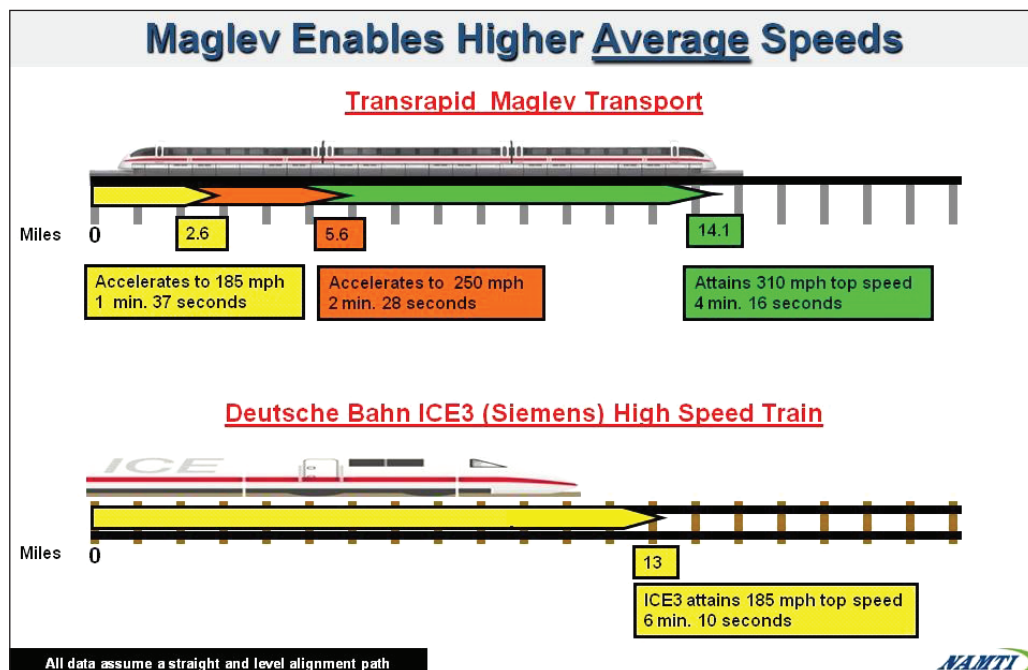 Maglev Enables Higher Average Speeds
Transrapid Maglev Transport
Miles 0 2.6 5.6 14.1
Accelerates to 185 mph
1 min. 37 seconds
Accelerates to 250 mph
2 min. 28 seconds
Attains 310 mph top speed
4 min. 16 seconds
Deutsche Bahn ICE3 (Siemens) High Speed Train
ICE
Miles 0 13
ICE3 attains 185 mph top speed
6 min. 10 seconds
All data assume a straight and level alignment path
NAMTI